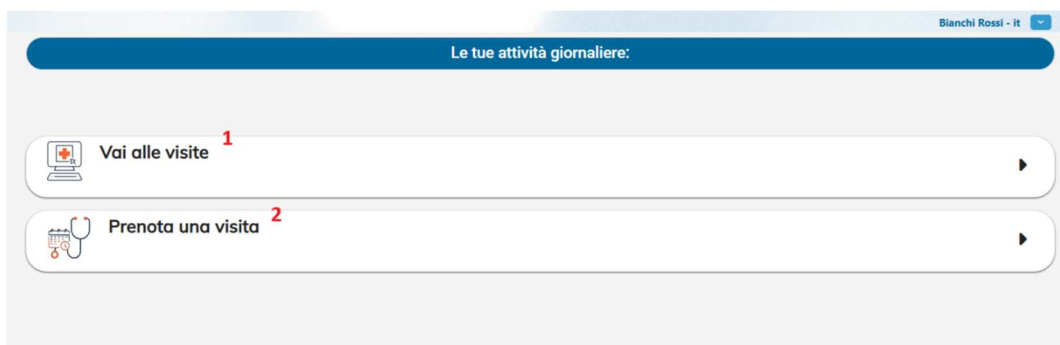 Bianchi Rossi - it
Le tue attività giornaliere:
Vai alle visite 1
Prenota una visita 2